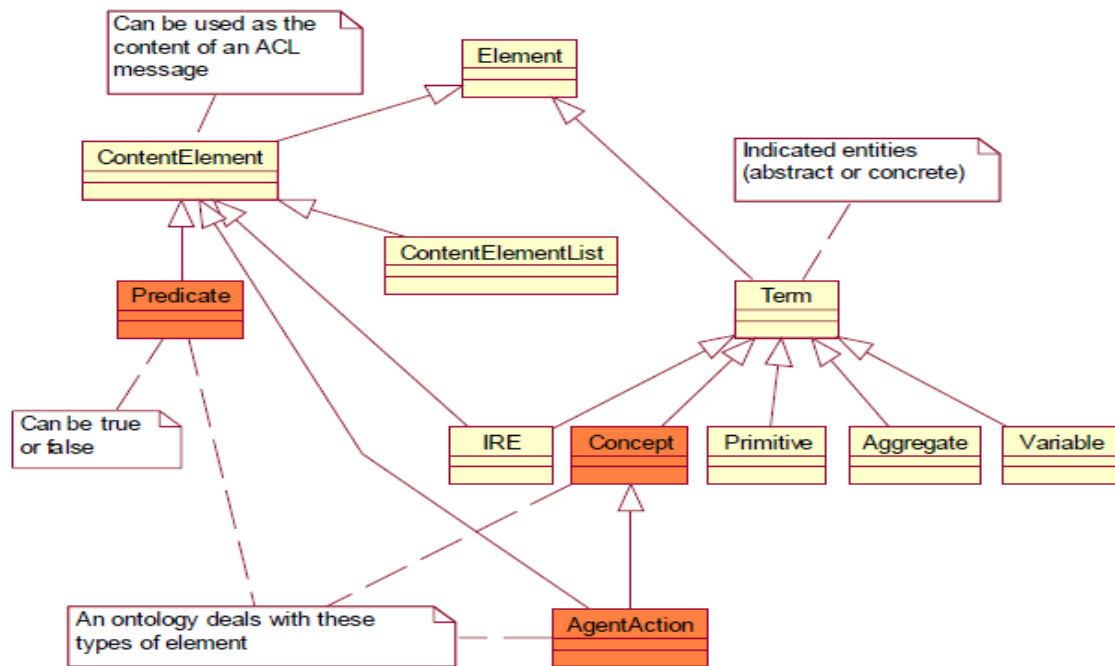 Can be used as the
content of an ACL
message
Element
ContentElement
Indicated entities
(abstract or concrete)
ContentElementList
Predicate
Term
Can be true
or false
IRE
Concept
Primitive
Aggregate
Variable
An ontology deals with these
types of element
AgentAction